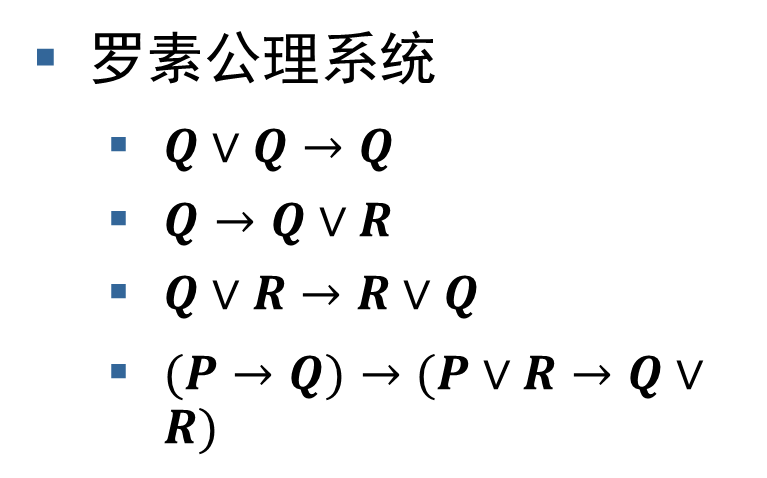 罗素公理系统
Q ∨ Q → Q
Q → Q ∨ R
Q ∨ R → R ∨ Q
(P → Q) → (P ∨ R → Q ∨
R)